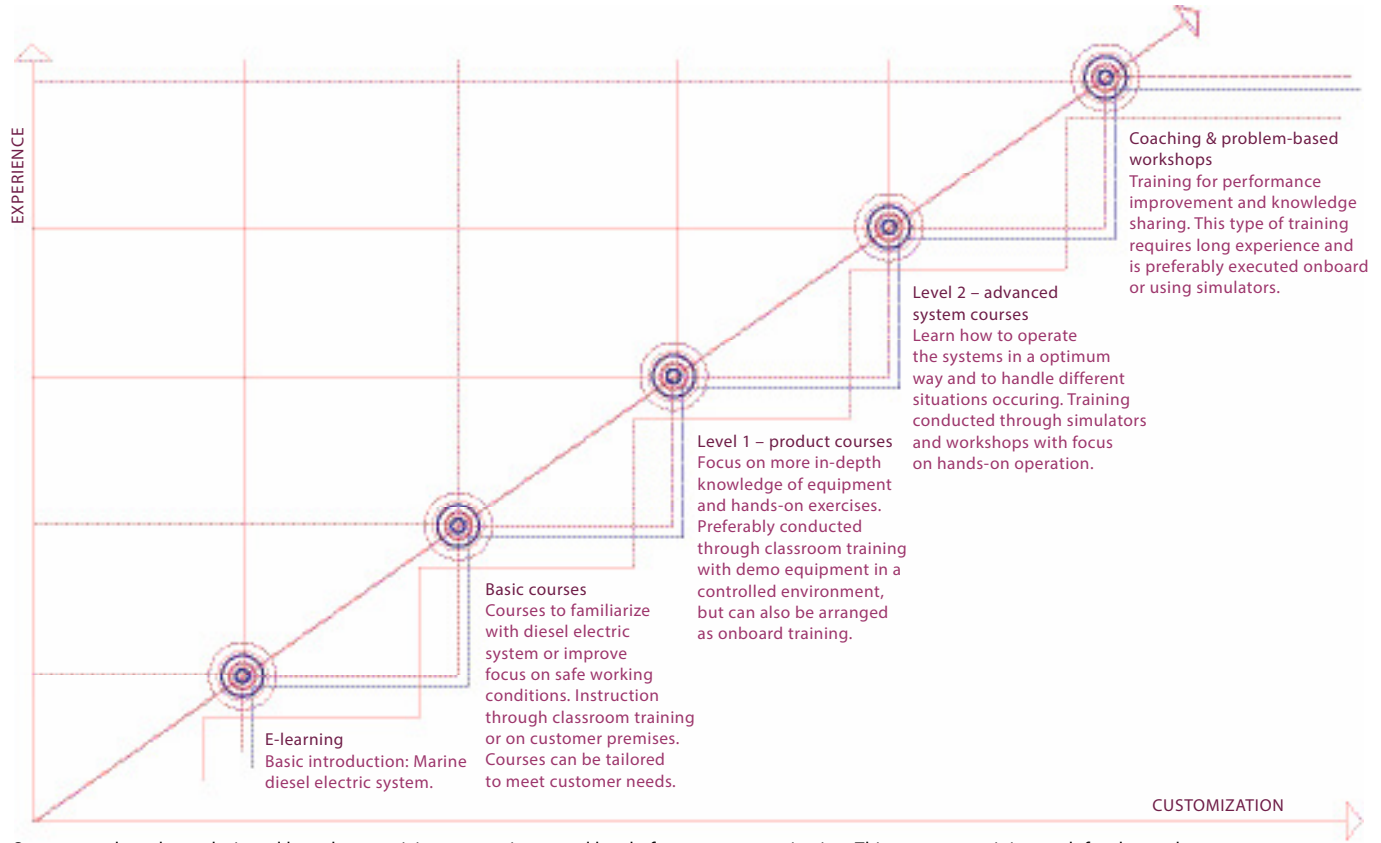 EXPERIENCE
Coaching & problem-based
workshops
Training for performance
improvement and knowledge
sharing. This type of training
requires long experience and
is preferably executed onboard
or using simulators.
Level 2 – advanced
system courses
Learn how to operate
the systems in a optimum
way and to handle different
situations occuring. Training
conducted through simulators
and workshops with focus
on hands-on operation.
Level 1 – product courses
Focus on more in-depth
knowledge of equipment
and hands-on exercises.
Preferably conducted
through classroom training
with demo equipment in a
controlled environment,
but can also be arranged
as onboard training.
Basic courses
Courses to familiarize
with diesel electric
system or improve
focus on safe working
conditions. Instruction
through classroom training
or on customer premises.
Courses can be tailored
to meet customer needs.
E-learning
Basic introduction: Marine
diesel electric system.
CUSTOMIZATION